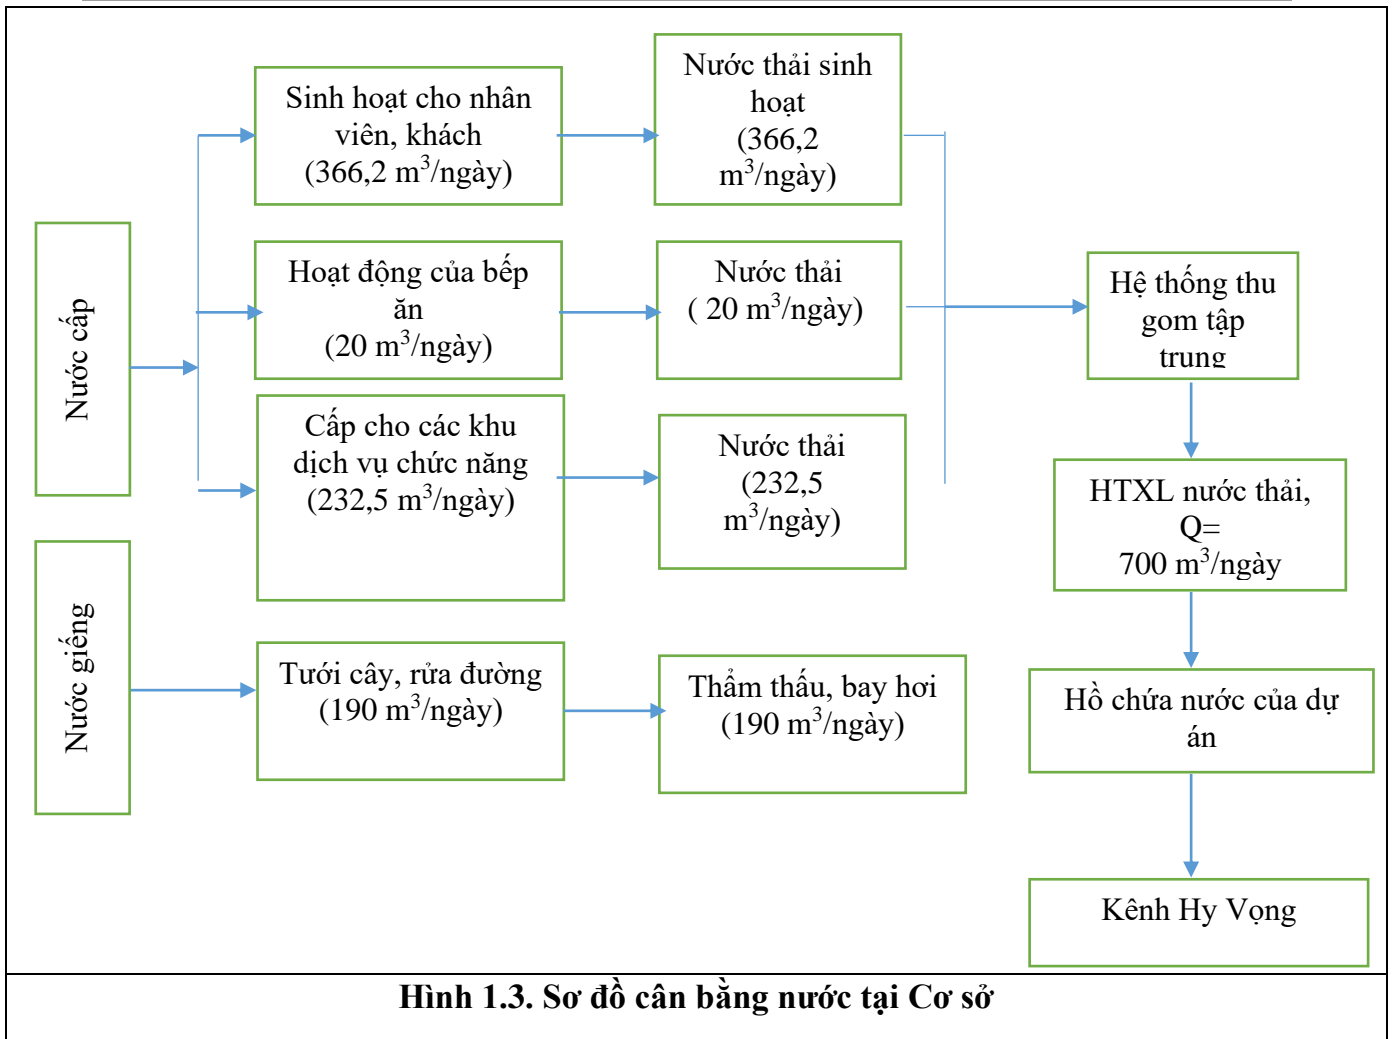 Nước cấp
Nước giếng
Sinh hoạt cho nhân
viên, khách
(366,2 m³/ngày)
Nước thải sinh
hoạt
(366,2
m³/ngày)
Hoạt động của bếp
ăn
(20 m³/ngày)
Nước thải
( 20 m³/ngày)
Cấp cho các khu
dịch vụ chức năng
(232,5 m³/ngày)
Nước thải
(232,5
m³/ngày)
Tưới cây, rửa đường
(190 m³/ngày)
Thẩm thấu, bay hơi
(190 m³/ngày)
Hệ thống thu
gom tập
trung
HTXL nước thải,
Q=
700 m³/ngày
Hồ chứa nước của dự
án
Kênh Hy Vọng
Hình 1.3. Sơ đồ cân bằng nước tại Cơ sở